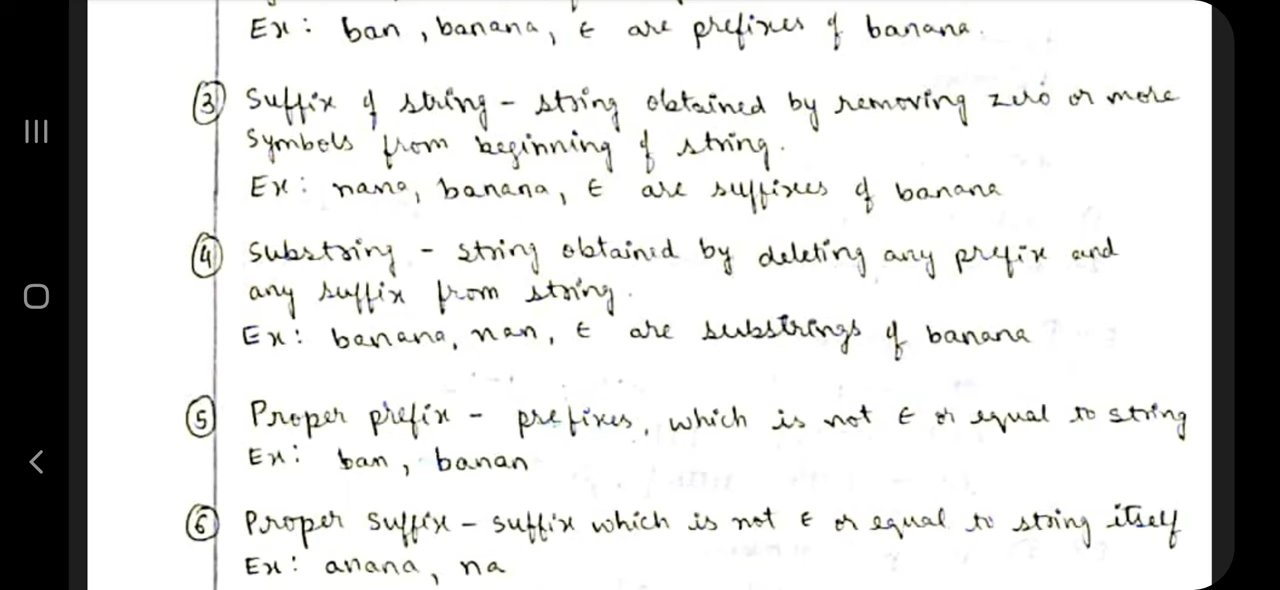 Ex: ban, banana, ε are prefixes of banana.
③ Suffix of string - string obtained by removing zero or more
symbols from beginning of string.
Ex: nana, banana, ε are suffixes of banana
④ Substring - string obtained by deleting any prefix and
any suffix from string.
Ex: banana, nan, ε are substrings of banana
⑤ Proper prefix - prefixes, which is not ε or equal to string
Ex: ban, banan
⑥ Proper suffix - suffix which is not ε or equal to string itself
Ex: anana, na